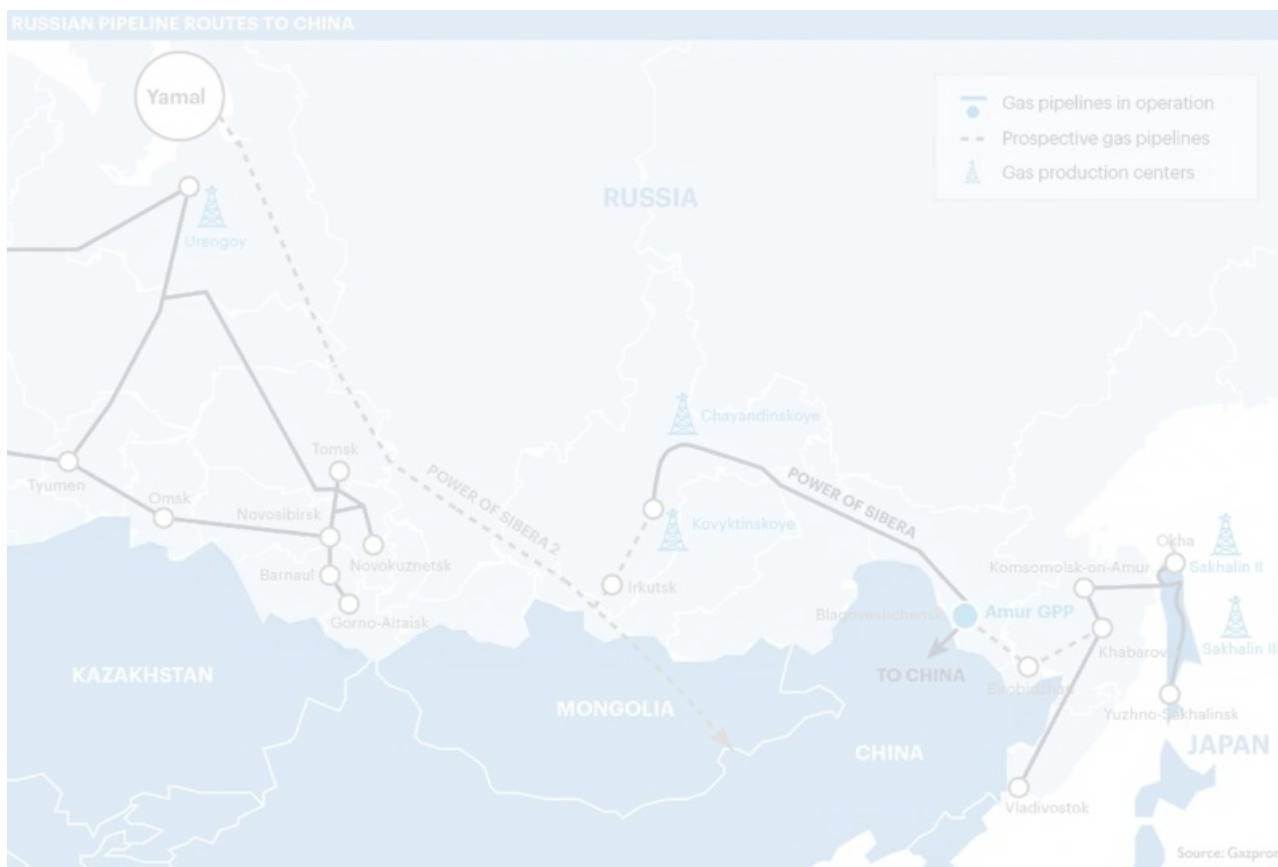 RUSSIAN PIPELINE ROUTES TO CHINA
Yamal
Gas pipelines in operation
Prospective gas pipelines
Gas production centers
RUSSIA
Urengoy
Chayandinskoye
Tomsk
POWER OF SIBERA 2
POWER OF SIBERA
Tyumen
Omsk
Novosibirsk
Kovyktinskoye
Okha
Novokuznetsk
Komsomolsk-on-Amur
Sakhalin II
Barnaul
Irkutsk
Gorno-Altaisk
Blagoveshchensk
Amur GPP
Khabarov
Sakhalin III
KAZAKHSTAN
TO CHINA
Birobidzhan
MONGOLIA
Yuzhno-Sakhalinsk
CHINA
JAPAN
Vladivostok
Source: Gazprom